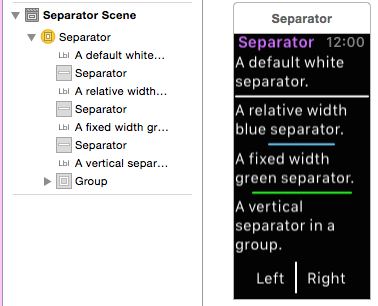 Separator Scene
Separator
Lbl A default white...
Separator
Lbl A relative width...
Separator
Lbl A fixed width gr...
Separator
Lbl A vertical separ...
Group
Separator
Separator 12:00
A default white
separator.
A relative width
blue separator.
A fixed width
green separator.
A vertical
separator in a
group.
Left Right